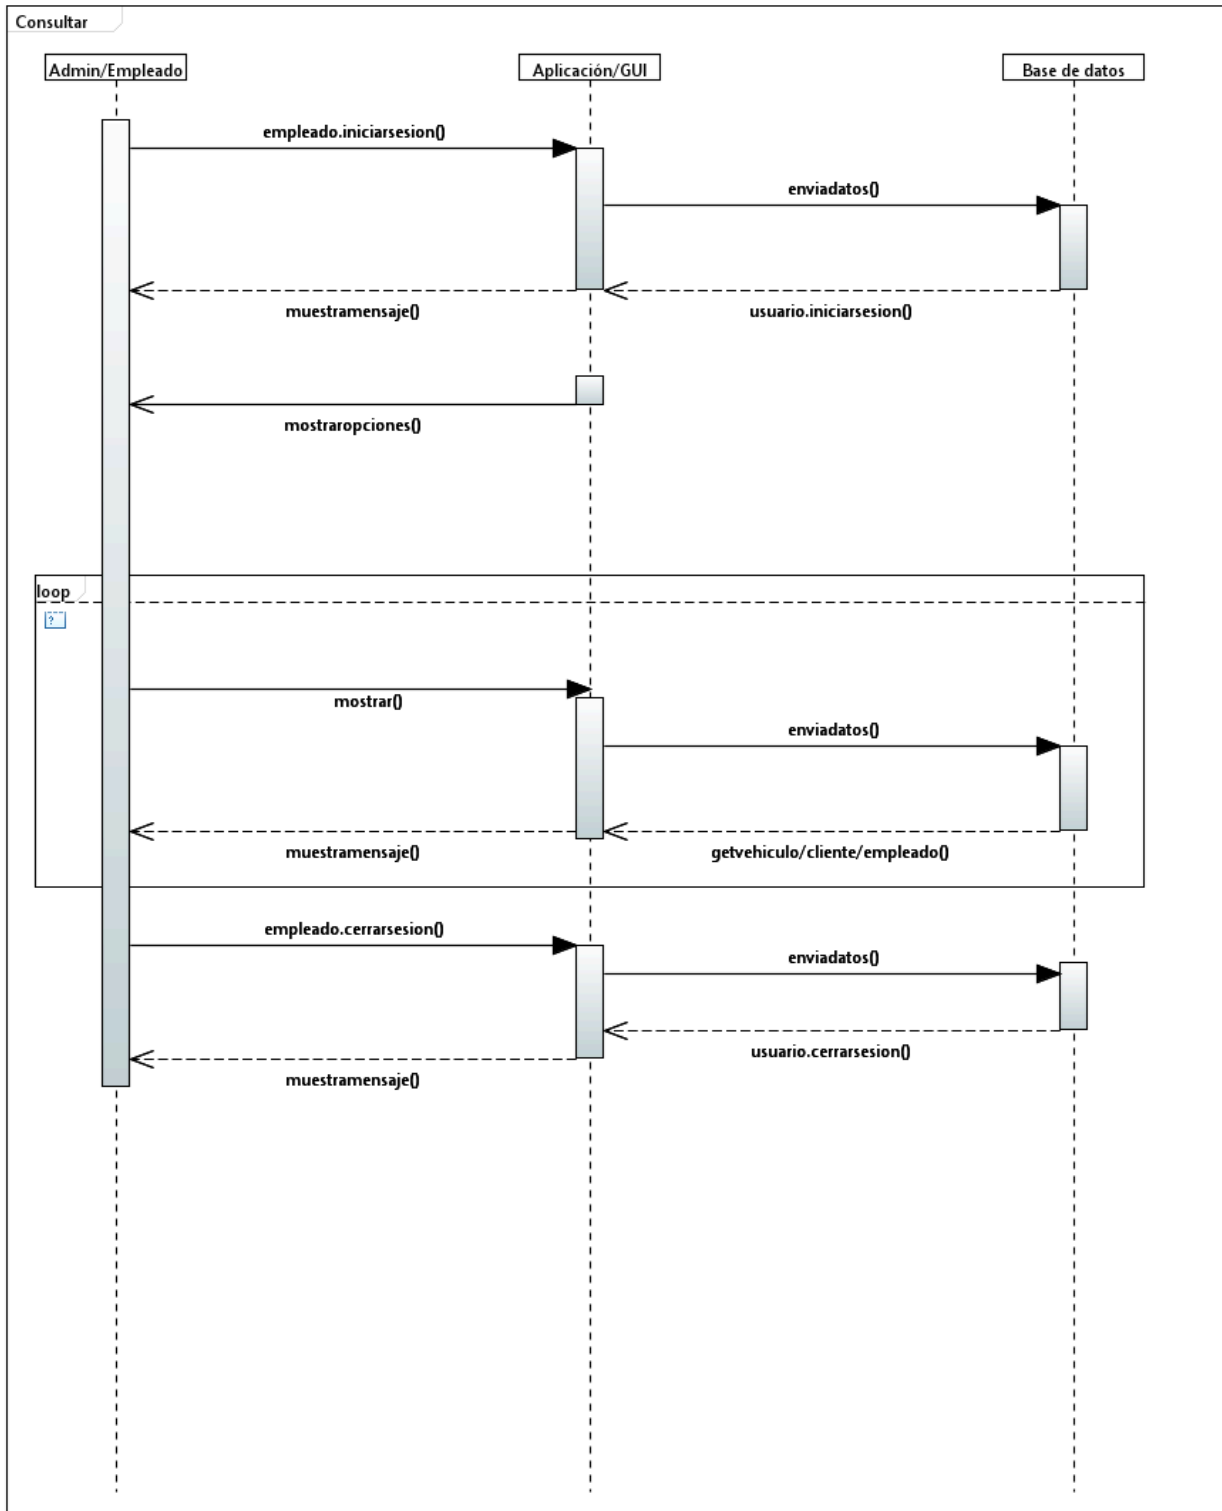 Consultar
Admin/Empleado
Aplicación/GUI
Base de datos
empleado.iniciarsesion()
enviadatos()
muestramensaje()
usuario.iniciarsesion()
mostraropciones()
loop
?
mostrar()
enviadatos()
muestramensaje()
getvehiculo/cliente/empleado()
empleado.cerrarsesion()
enviadatos()
usuario.cerrarsesion()
muestramensaje()